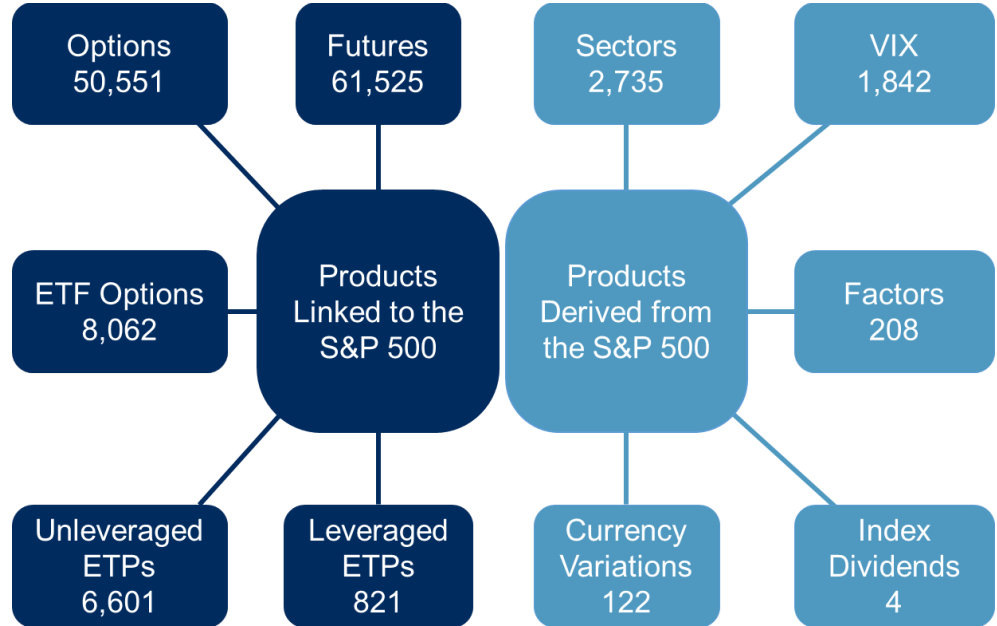 Options
50,551
Futures
61,525
Sectors
2,735
VIX
1,842
ETF Options
8,062
Products
Linked to the
S&P 500
Products
Derived from
the S&P 500
Factors
208
Unleveraged
ETPs
6,601
Leveraged
ETPs
821
Currency
Variations
122
Index
Dividends
4